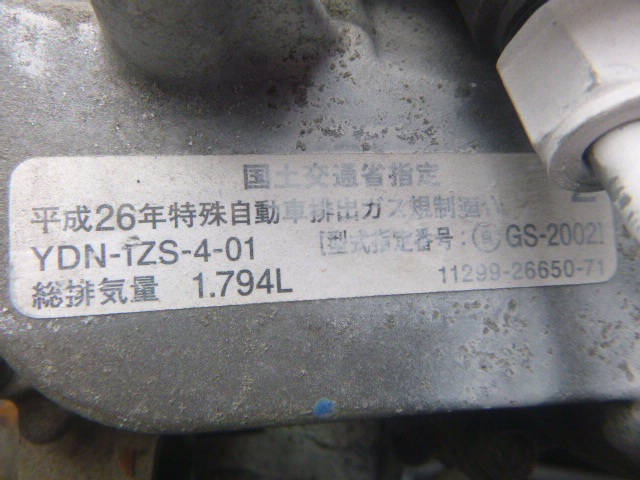 国土交通省指定
平成26年特殊自動車排出ガス規制適合
YDN-1ZS-4-01 [型式指定番号: GS-2002]
総排気量 1.794L 11299-26650-71